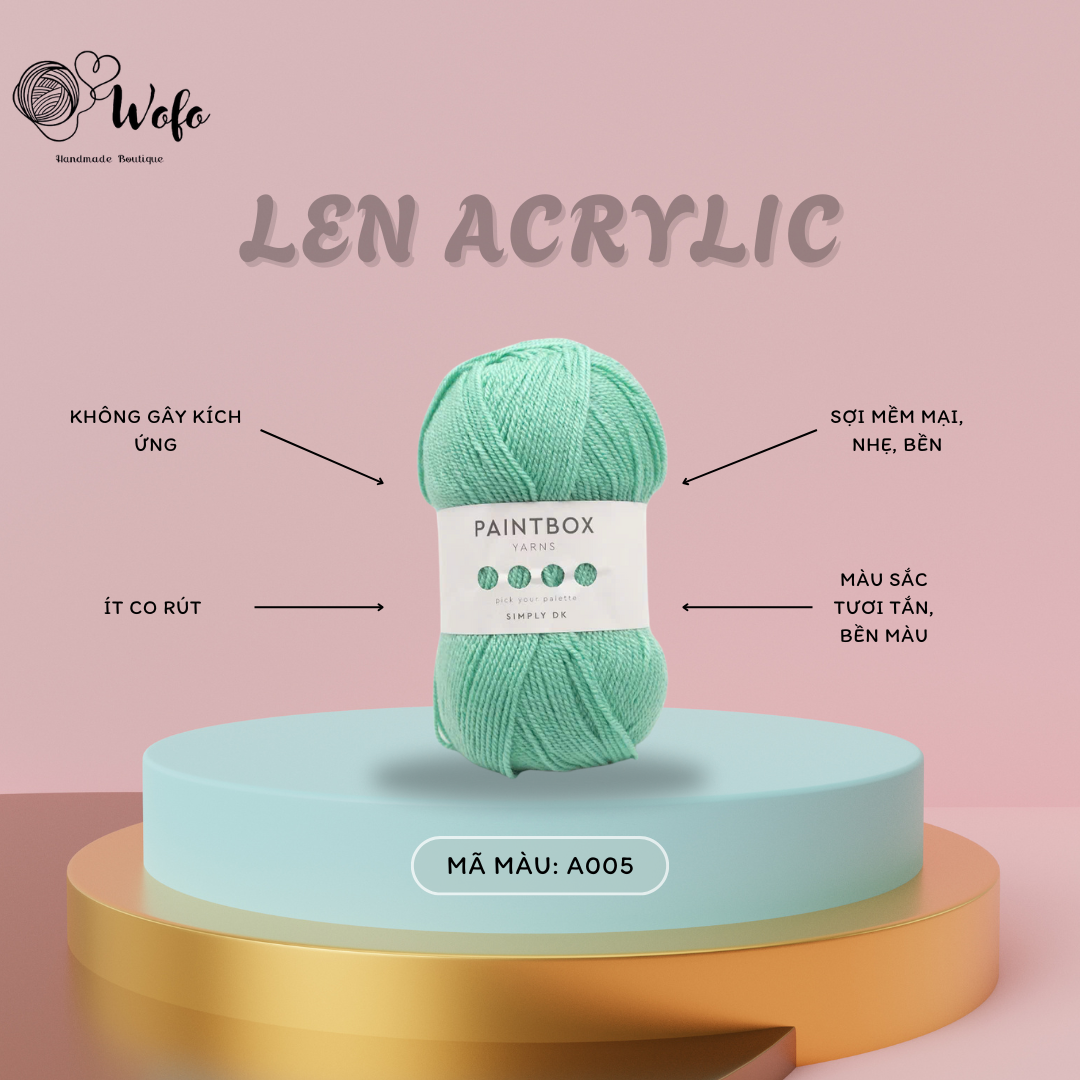 Wofo
Handmade Boutique
LEN ACRYLIC
KHÔNG GÂY KÍCH
ỨNG
SỢI MỀM MẠI,
NHẸ, BỀN
PAINTBOX
YARNS
pick your palette
SIMPLY DK
ÍT CO RÚT
MÀU SẮC
TƯƠI TẮN,
BỀN MÀU
MÃ MÀU: A005